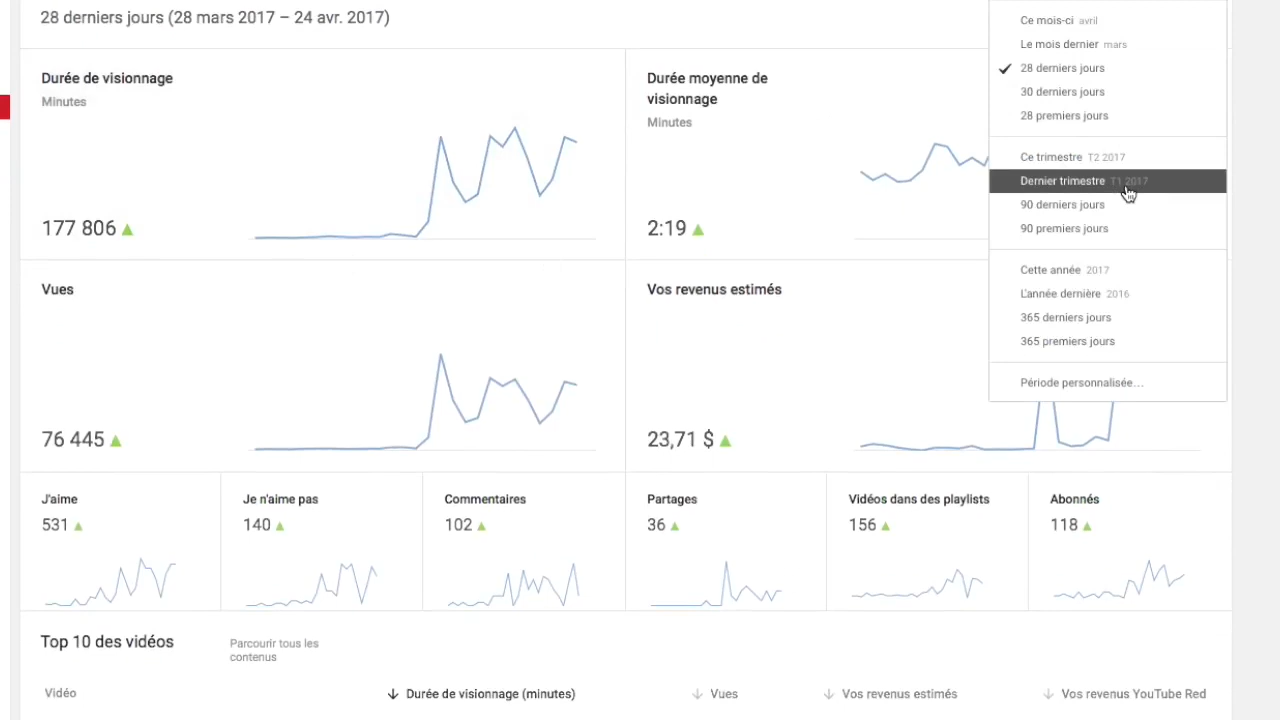 28 derniers jours (28 mars 2017 – 24 avr. 2017)
Durée de visionnage
Minutes
177 806
Durée moyenne de
visionnage
Minutes
2:19
Ce mois-ci avril
Le mois dernier mars
28 derniers jours
30 derniers jours
28 premiers jours
Ce trimestre T2 2017
Dernier trimestre T1 2017
90 derniers jours
90 premiers jours
Cette année 2017
L'année dernière 2016
365 derniers jours
365 premiers jours
Période personnalisée…
Vues
76 445
Vos revenus estimés
23,71 $
J'aime
531
Je n'aime pas
140
Commentaires
102
Partages
36
Vidéos dans des playlists
156
Abonnés
118
Top 10 des vidéos
Parcourir tous les
contenus
Vidéo
Durée de visionnage (minutes)
Vues
Vos revenus estimés
Vos revenus YouTube Red